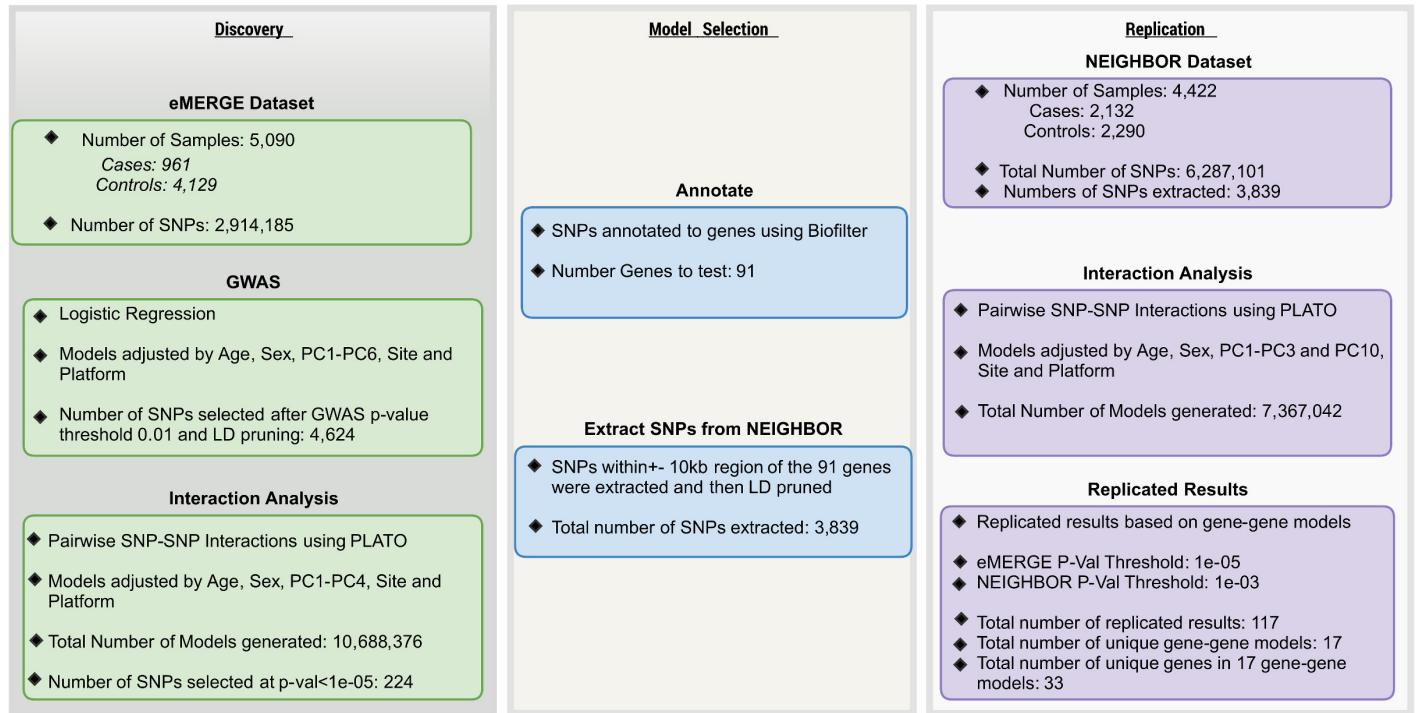 Discovery
eMERGE Dataset
Number of Samples: 5,090
Cases: 961
Controls: 4,129
Number of SNPs: 2,914,185
GWAS
Logistic Regression
Models adjusted by Age, Sex, PC1-PC6, Site and
Platform
Number of SNPs selected after GWAS p-value
threshold 0.01 and LD pruning: 4,624
Interaction Analysis
Pairwise SNP-SNP Interactions using PLATO
Models adjusted by Age, Sex, PC1-PC4, Site and
Platform
Total Number of Models generated: 10,688,376
Number of SNPs selected at p-val<1e-05: 224
Model Selection
Annotate
SNPs annotated to genes using Biofilter
Number Genes to test: 91
Extract SNPs from NEIGHBOR
SNPs within+- 10kb region of the 91 genes
were extracted and then LD pruned
Total number of SNPs extracted: 3,839
Replication
NEIGHBOR Dataset
Number of Samples: 4,422
Cases: 2,132
Controls: 2,290
Total Number of SNPs: 6,287,101
Numbers of SNPs extracted: 3,839
Interaction Analysis
Pairwise SNP-SNP Interactions using PLATO
Models adjusted by Age, Sex, PC1-PC3 and PC10,
Site and Platform
Total Number of Models generated: 7,367,042
Replicated Results
Replicated results based on gene-gene models
eMERGE P-Val Threshold: 1e-05
NEIGHBOR P-Val Threshold: 1e-03
Total number of replicated results: 117
Total number of unique gene-gene models: 17
Total number of unique genes in 17 gene-gene
models: 33